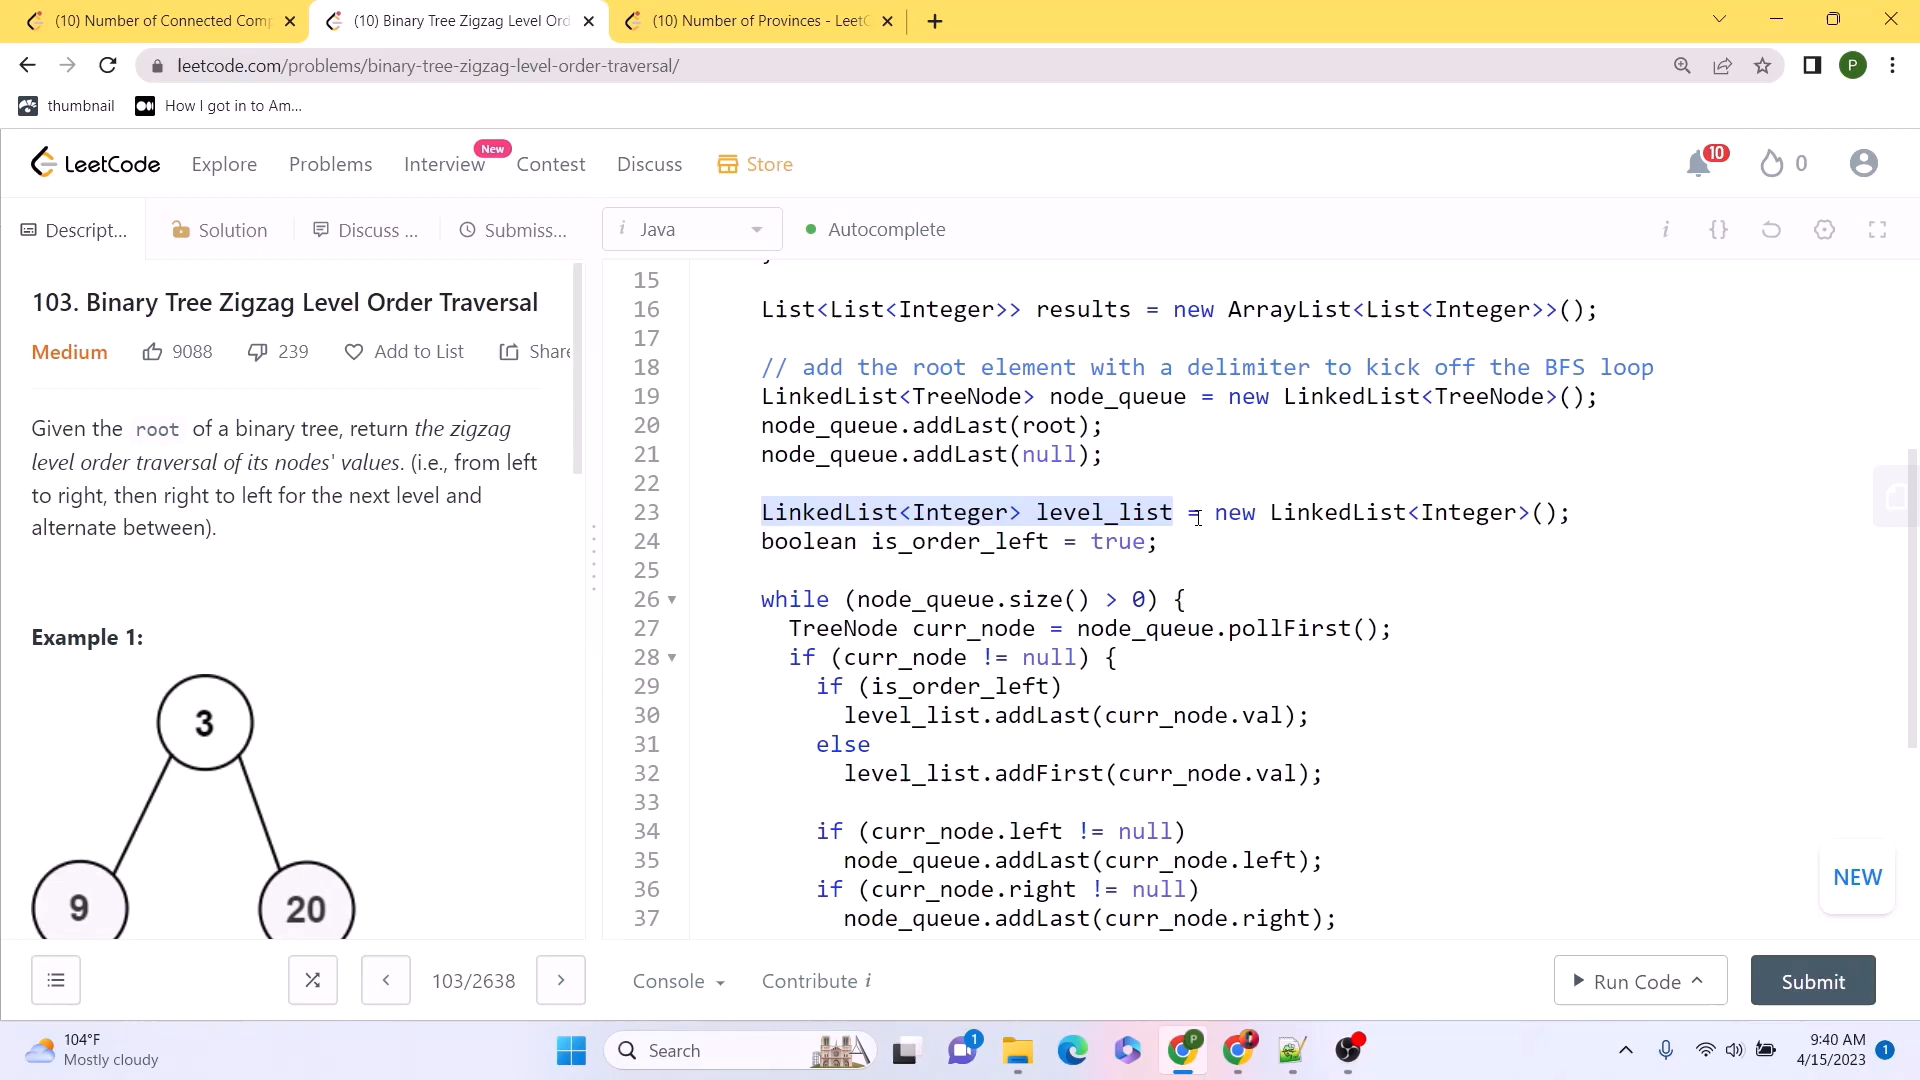 (10) Number of Connected Com
(10) Binary Tree Zigzag Level Ord
(10) Number of Provinces - LeetC
leetcode.com/problems/binary-tree-zigzag-level-order-traversal/
P
thumbnail
How I got in to Am...
LeetCode
Explore
Problems
Interview
New
Contest
Discuss
Store
10
0
Descript...
Solution
Discuss ...
Submiss...
i Java
Autocomplete
i {}
103. Binary Tree Zigzag Level Order Traversal
Medium
9088
239
Add to List
Share
Given the root of a binary tree, return the zigzag
level order traversal of its nodes' values. (i.e., from left
to right, then right to left for the next level and
alternate between).
Example 1:
3
9
20
15
16 List<List<Integer>> results = new ArrayList<List<Integer>>();
17
18 // add the root element with a delimiter to kick off the BFS loop
19 LinkedList<TreeNode> node_queue = new LinkedList<TreeNode>();
20 node_queue.addLast(root);
21 node_queue.addLast(null);
22
23 LinkedList<Integer> level_list = new LinkedList<Integer>();
24 boolean is_order_left = true;
25
26 while (node_queue.size() > 0) {
27 TreeNode curr_node = node_queue.pollFirst();
28 if (curr_node != null) {
29 if (is_order_left)
30 level_list.addLast(curr_node.val);
31 else
32 level_list.addFirst(curr_node.val);
33
34 if (curr_node.left != null)
35 node_queue.addLast(curr_node.left);
36 if (curr_node.right != null)
37 node_queue.addLast(curr_node.right);
NEW
103/2638
Console
Contribute i
Run Code
Submit
104°F
Mostly cloudy
Search
1
P
9:40 AM
4/15/2023
1